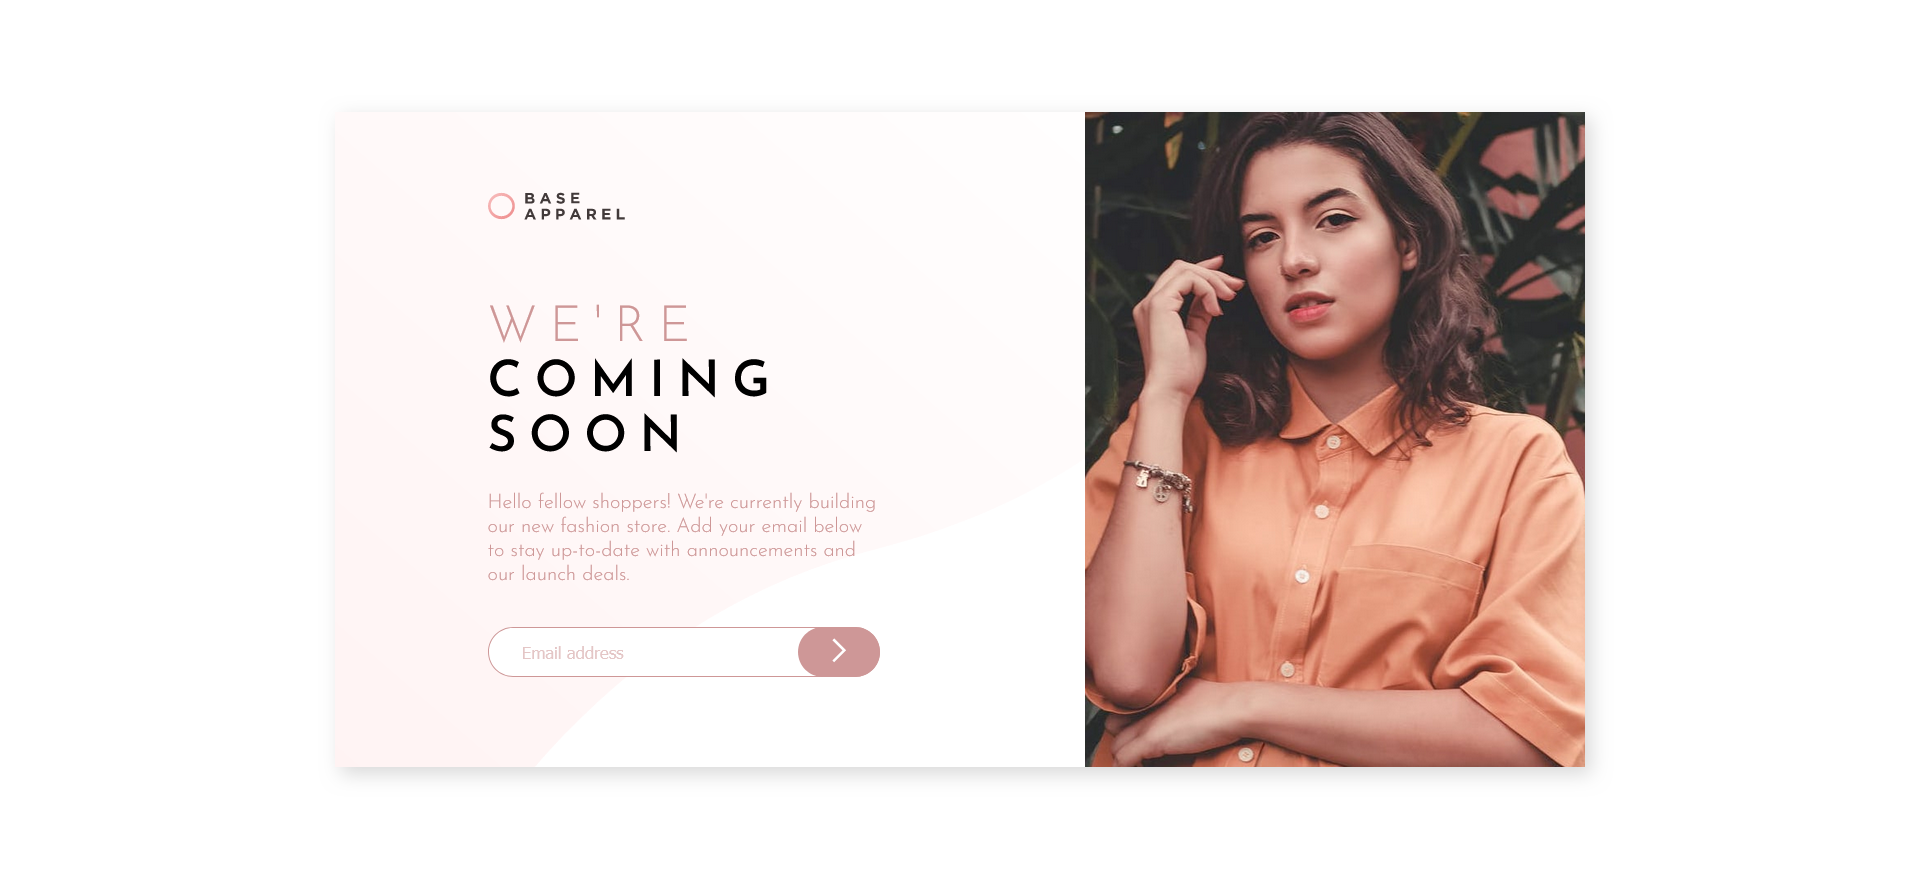 BASE
APPAREL
WE'RE
COMING
SOON
Hello fellow shoppers! We're currently building
our new fashion store. Add your email below
to stay up-to-date with announcements and
our launch deals.
Email address